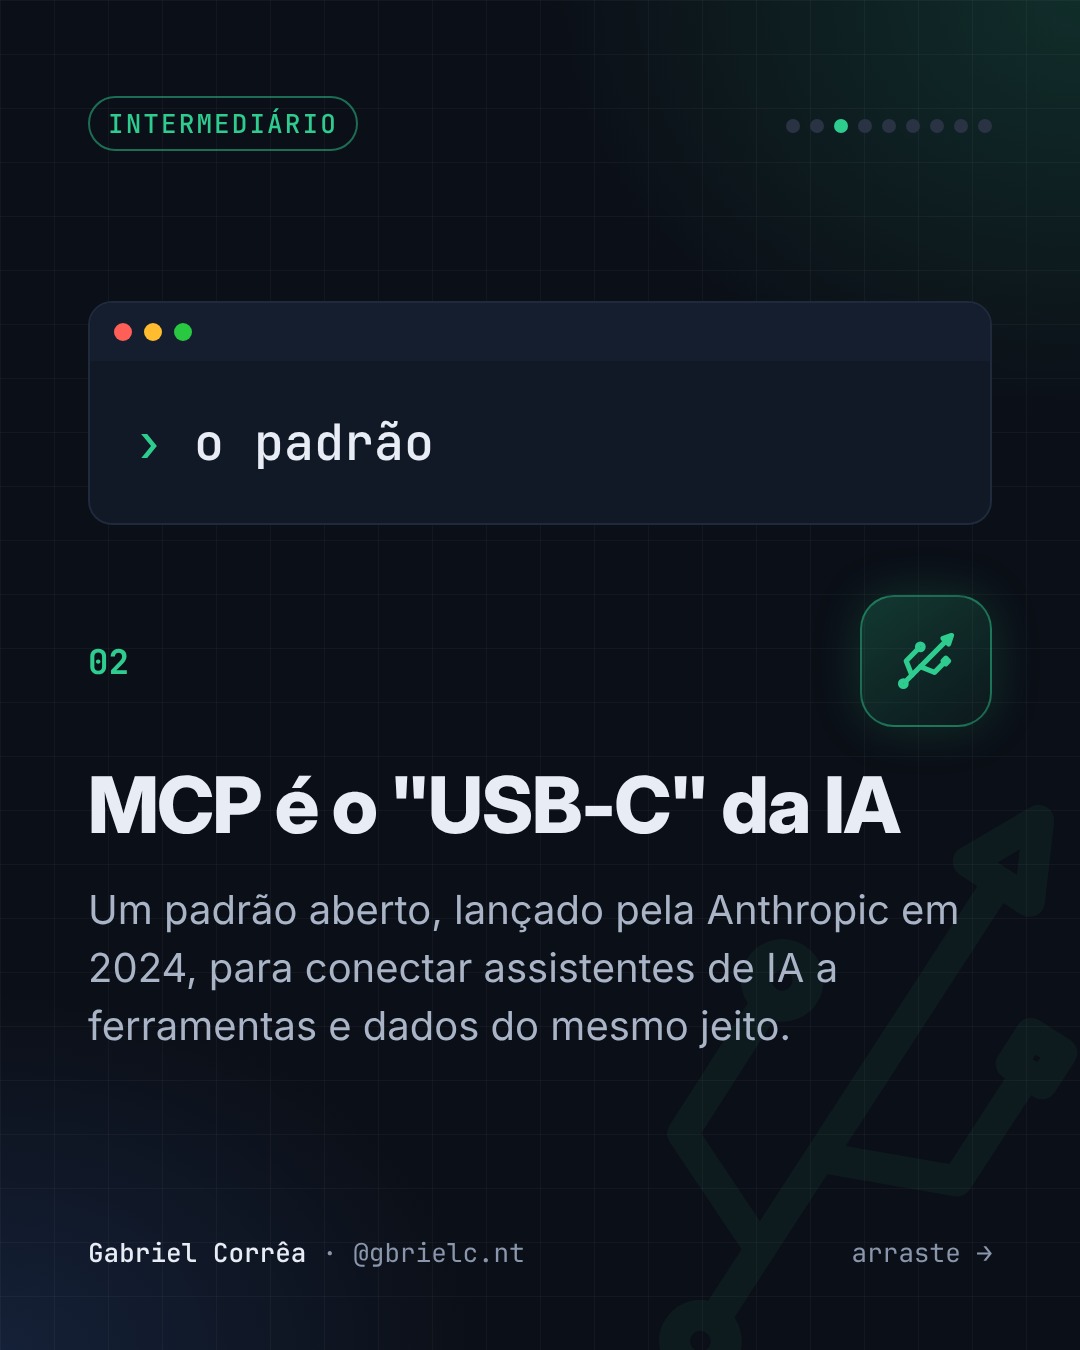 INTERMEDIÁRIO
› o padrão
02
MCP é o "USB-C" da IA
Um padrão aberto, lançado pela Anthropic em
2024, para conectar assistentes de IA a
ferramentas e dados do mesmo jeito.
Gabriel Corrêa · @gbrielc.nt
arraste →